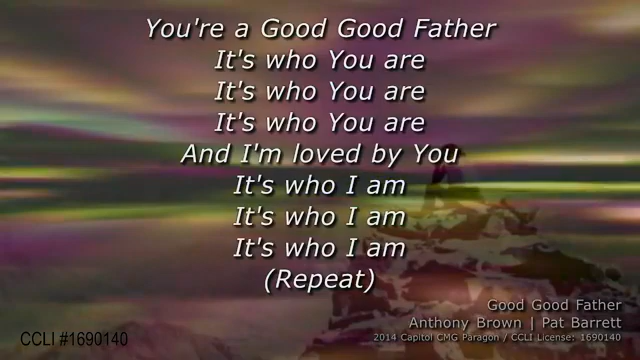 You're a Good Good Father
It's who You are
It's who You are
It's who You are
And I'm loved by You
It's who I am
It's who I am
It's who I am
(Repeat)
Good Good Father
Anthony Brown | Pat Barrett
2014 Capitol CMG Paragon / CCLI License: 1690140
CCLI #1690140